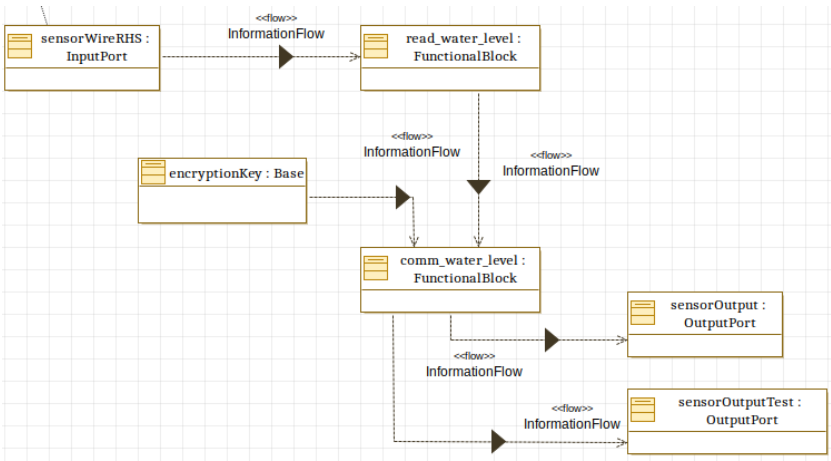 <<flow>>
InformationFlow
sensorWireRHS :
InputPort
read_water_level :
FunctionalBlock
<<flow>>
InformationFlow
<<flow>>
InformationFlow
encryptionKey : Base
comm_water_level :
FunctionalBlock
sensorOutput :
OutputPort
<<flow>>
InformationFlow
<<flow>>
InformationFlow
sensorOutputTest :
OutputPort